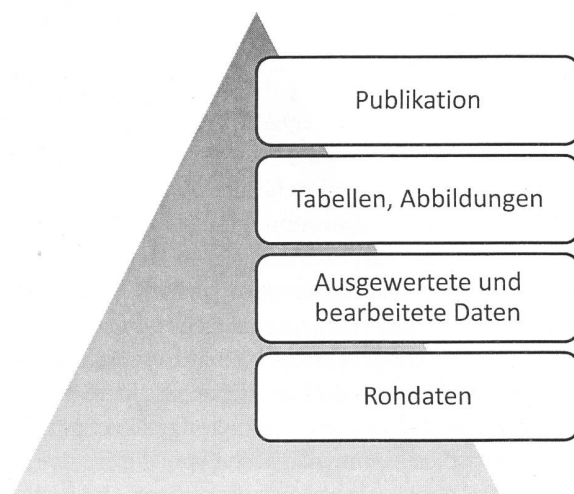 Publikation
Tabellen, Abbildungen
Ausgewertete und
bearbeitete Daten
Rohdaten